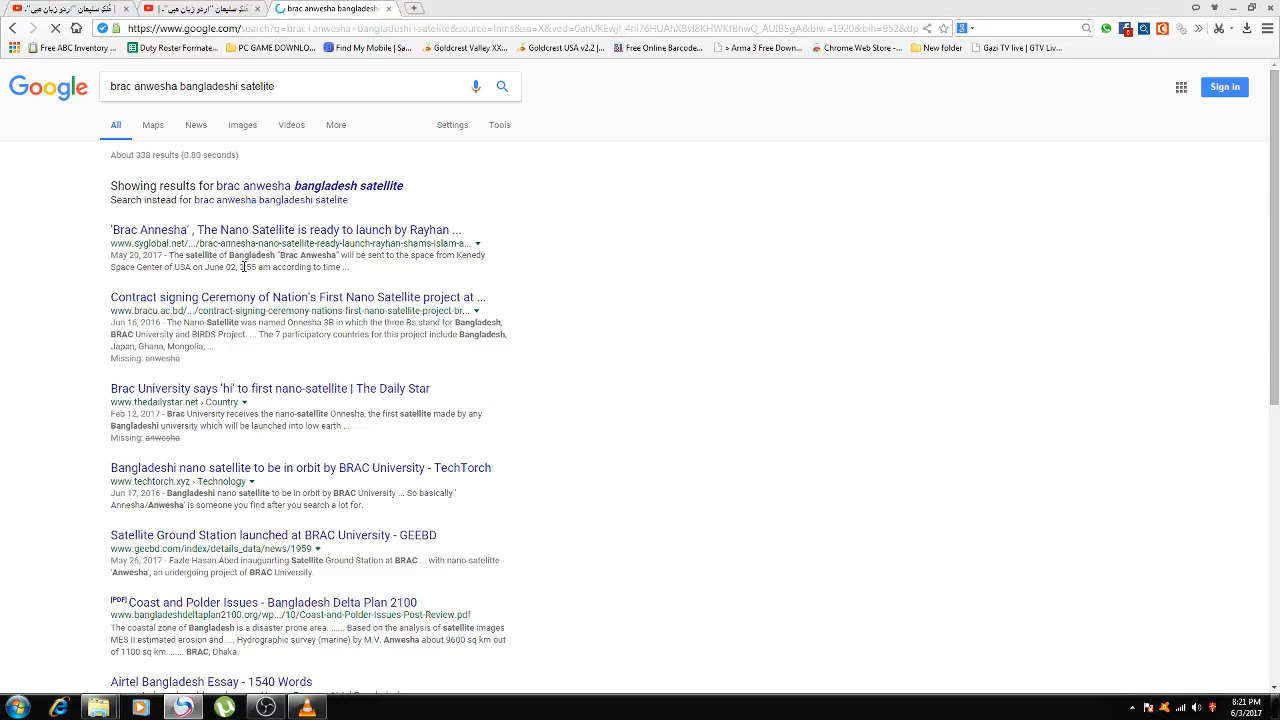 "فتح سليمان "اردو زبان مِی
"فتح سليمان "اردو زبان مِی
brac anwesha bangladeshi
https://www.google.com/search?q=brac+anwesha+bangladeshi+satelite&source=lnms&sa=X&ved=
Free ABC Inventory ... Duty Roster Formate... PC GAME DOWNLO... Find My Mobile | Sa... Goldcrest Valley XX... Goldcrest USA v2.2 [... Free Online Barcode... > Arma 3 Free Down... Chrome Web Store -... New folder Gazi TV live | GTV Liv...
Google
brac anwesha bangladeshi satelite
Sign in
All Maps News Images Videos More Settings Tools
About 338 results (0.80 seconds)
Showing results for brac anwesha bangladesh satellite
Search instead for brac anwesha bangladeshi satelite
'Brac Annesha' , The Nano Satellite is ready to launch by Rayhan ...
www.syglobal.net/.../brac-annesha-nano-satellite-ready-launch-rayhan-shams-islam-a...
May 20, 2017 - The satellite of Bangladesh "Brac Anwesha" will be sent to the space from Kenedy
Space Center of USA on June 02, 3:55 am according to time ...
Contract signing Ceremony of Nation's First Nano Satellite project at ...
www.bracu.ac.bd/.../contract-signing-ceremony-nations-first-nano-satellite-project-br...
Jun 16, 2016 - The Nano-Satellite was named Onnesha 3B in which the three Bs stand for Bangladesh,
BRAC University and BIRDS Project. ... The 7 participatory countries for this project include Bangladesh,
Japan, Ghana, Mongolia, ...
Missing: anwesha
Brac University says 'hi' to first nano-satellite | The Daily Star
www.thedailystar.net › Country
Feb 12, 2017 - Brac University receives the nano-satellite Onnesha, the first satellite made by any
Bangladeshi university which will be launched into low earth ...
Missing: anwesha
Bangladeshi nano satellite to be in orbit by BRAC University - TechTorch
www.techtorch.xyz › Technology
Jun 17, 2016 - Bangladeshi nano satellite to be in orbit by BRAC University ... So basically '
Annesha/Anwesha' is someone you find after you search a lot for.
Satellite Ground Station launched at BRAC University - GEEBD
www.geebd.com/index/details_data/news/1959
May 26, 2017 - Fazle Hasan Abed inauguarting Satellite Ground Station at BRAC ... with nano-satelitte
'Anwesha', an undergoing project of BRAC University.
[PDF] Coast and Polder Issues - Bangladesh Delta Plan 2100
www.bangladeshdeltaplan2100.org/wp.../10/Coast-and-Polder-Issues-Post-Review.pdf
The coastal zone of Bangladesh is a disaster prone area. ...... Based on the analysis of satellite images
MES II estimated erosion and .... Hydrographic survey (marine) by M.V. Anwesha about 9600 sq km out
of 1100 sq km. ...... BRAC, Dhaka.
Airtel Bangladesh Essay - 1540 Words
8:21 PM
6/3/2017